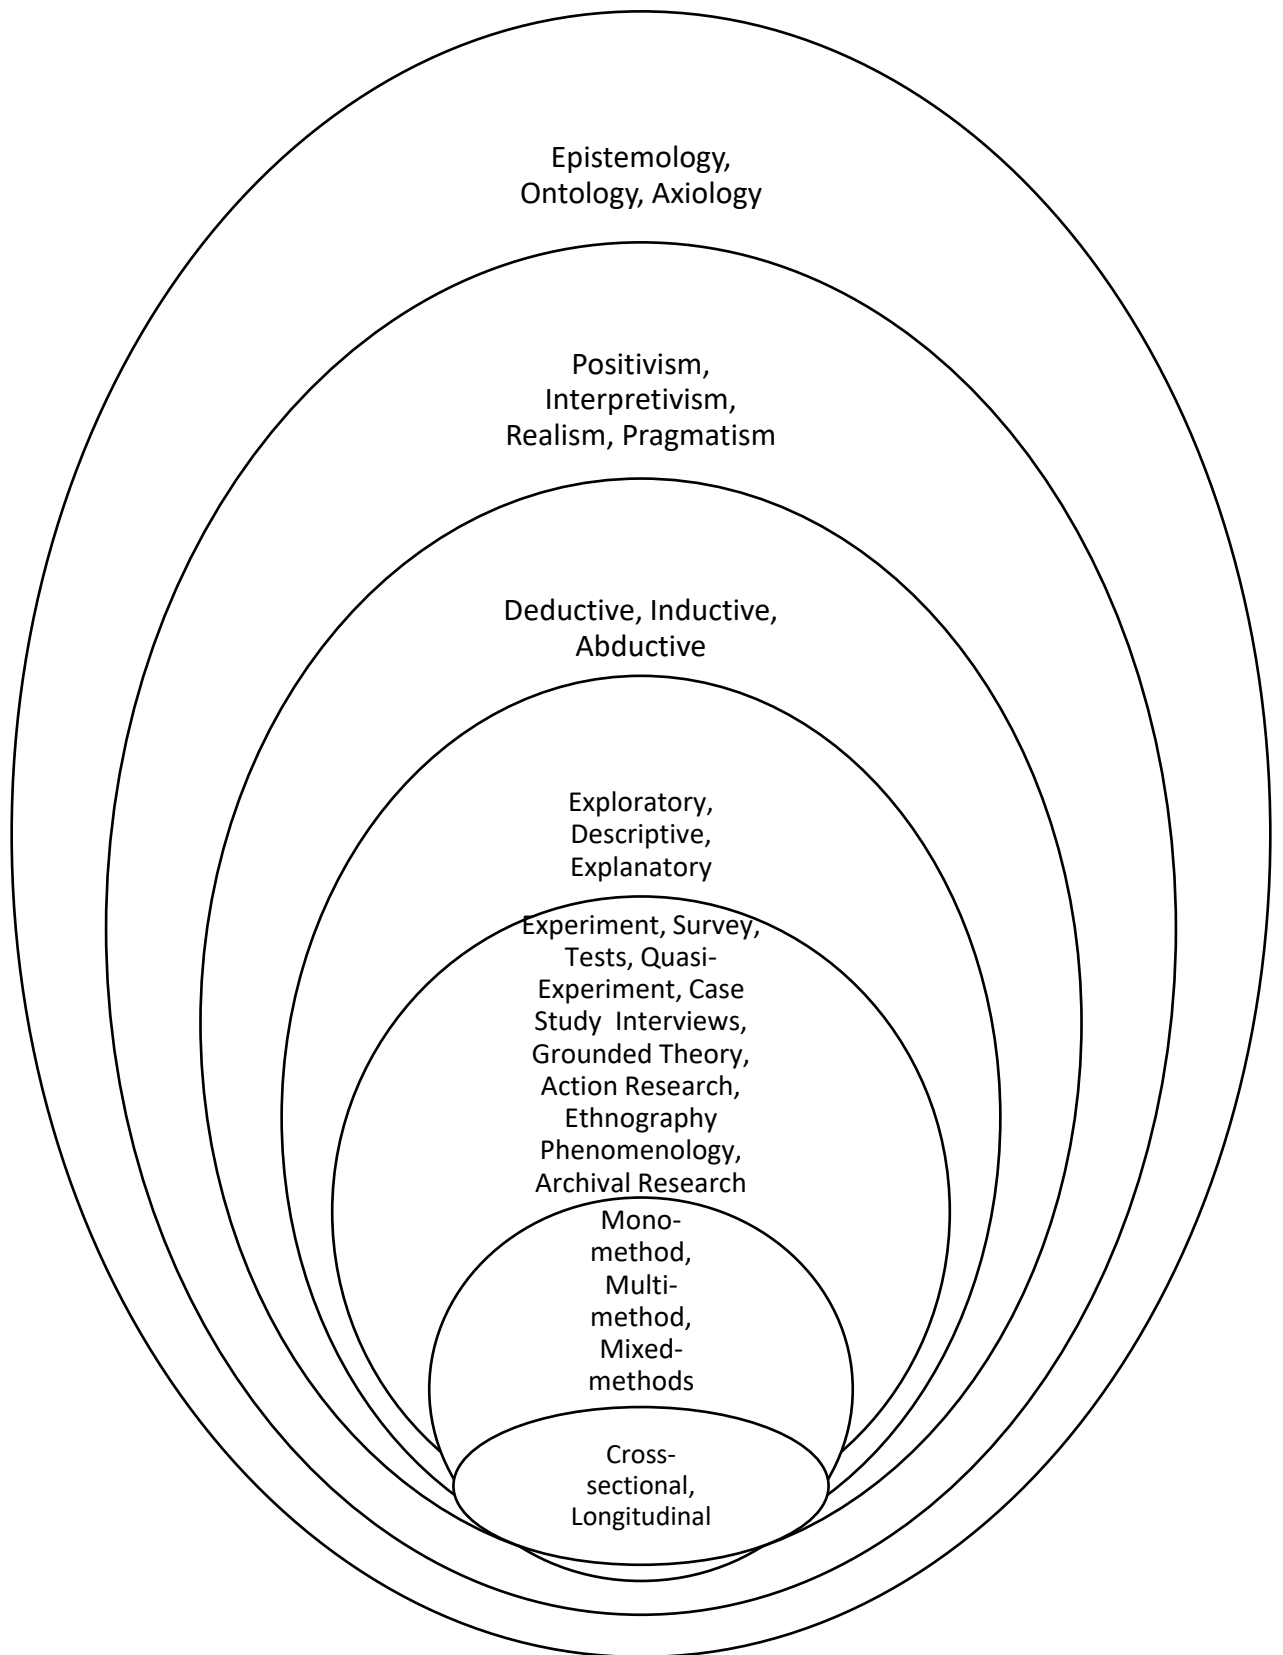 Epistemology,
Ontology, Axiology
Positivism,
Interpretivism,
Realism, Pragmatism
Deductive, Inductive,
Abductive
Exploratory,
Descriptive,
Explanatory
Experiment, Survey,
Tests, Quasi-
Experiment, Case
Study  Interviews,
Grounded Theory,
Action Research,
Ethnography
Phenomenology,
Archival Research
Mono-
method,
Multi-
method,
Mixed-
methods
Cross-
sectional,
Longitudinal